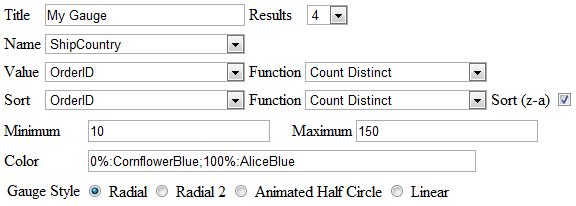 Title My Gauge Results 4
Name ShipCountry
Value OrderID Function Count Distinct
Sort OrderID Function Count Distinct Sort (z-a)
Minimum 10 Maximum 150
Color 0%:CornflowerBlue;100%:AliceBlue
Gauge Style Radial Radial 2 Animated Half Circle Linear